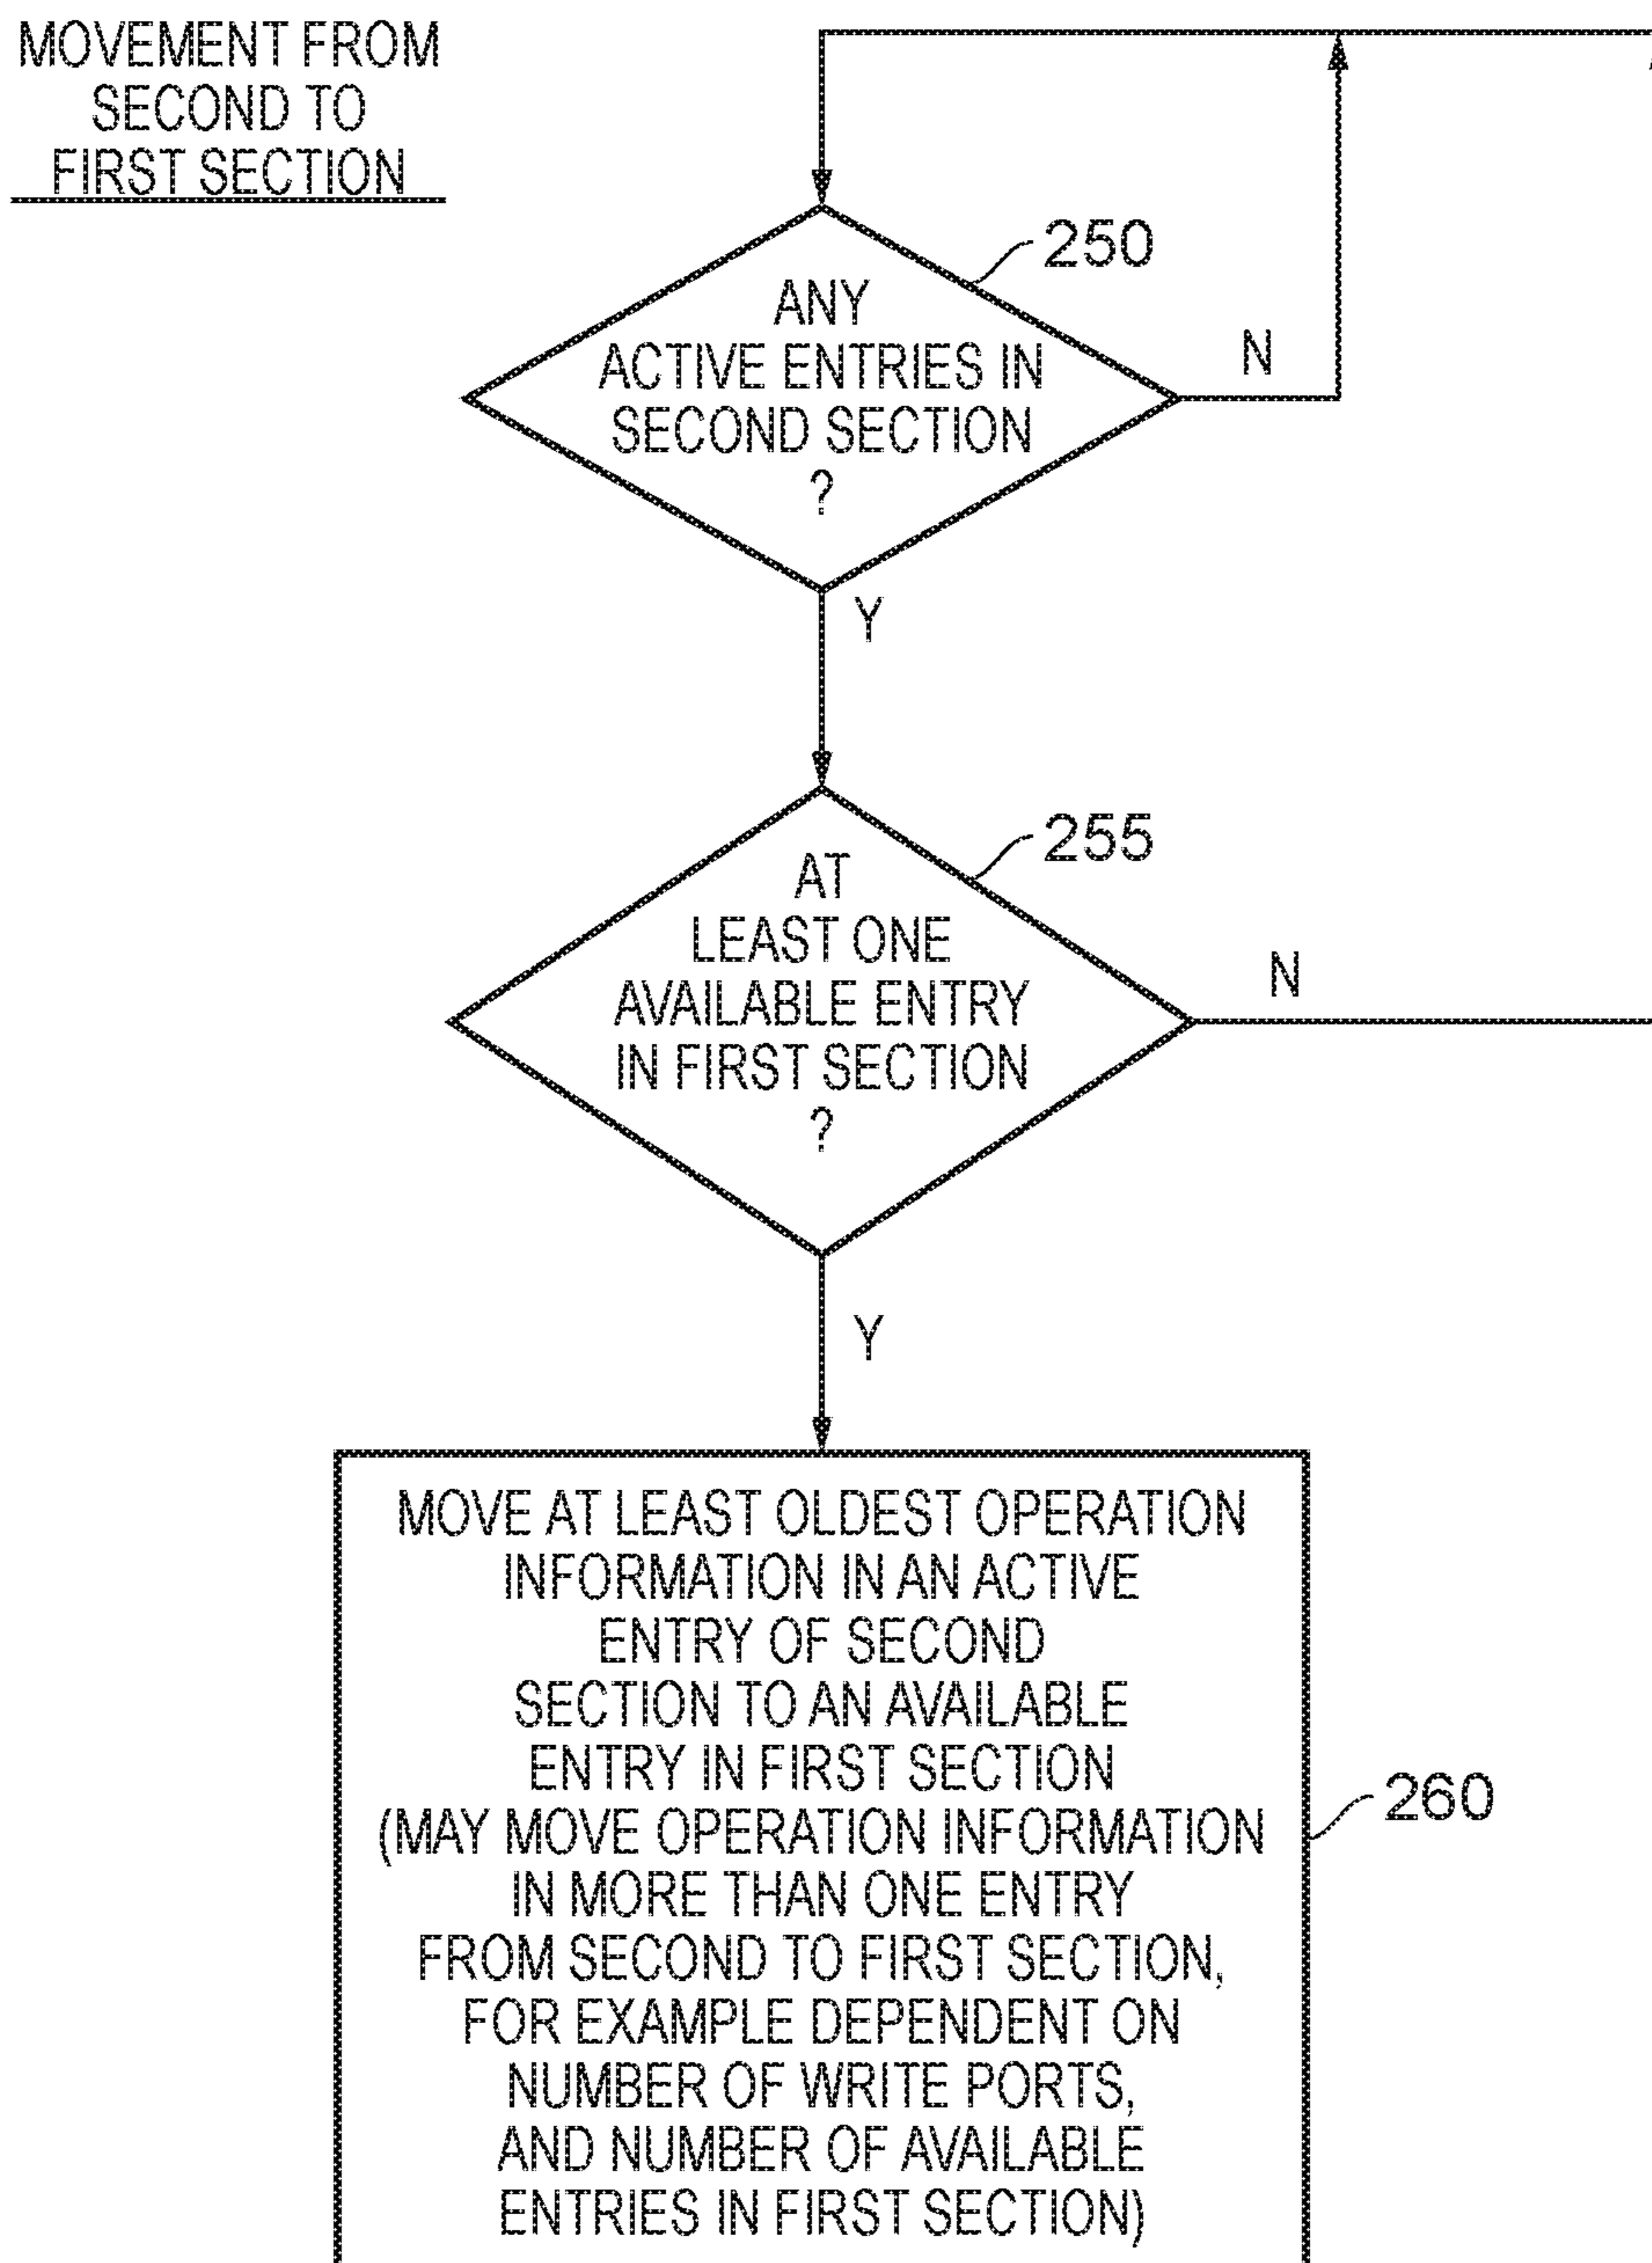 MOVEMENT FROM
SECOND TO
FIRST SECTION
250
ANY
ACTIVE ENTRIES IN
SECOND SECTION
?
N
Y
255
AT
LEAST ONE
AVAILABLE ENTRY
IN FIRST SECTION
?
N
Y
MOVE AT LEAST OLDEST OPERATION
INFORMATION IN AN ACTIVE
ENTRY OF SECOND
SECTION TO AN AVAILABLE
ENTRY IN FIRST SECTION
(MAY MOVE OPERATION INFORMATION
IN MORE THAN ONE ENTRY
FROM SECOND TO FIRST SECTION,
FOR EXAMPLE DEPENDENT ON
NUMBER OF WRITE PORTS,
AND NUMBER OF AVAILABLE
ENTRIES IN FIRST SECTION)
260